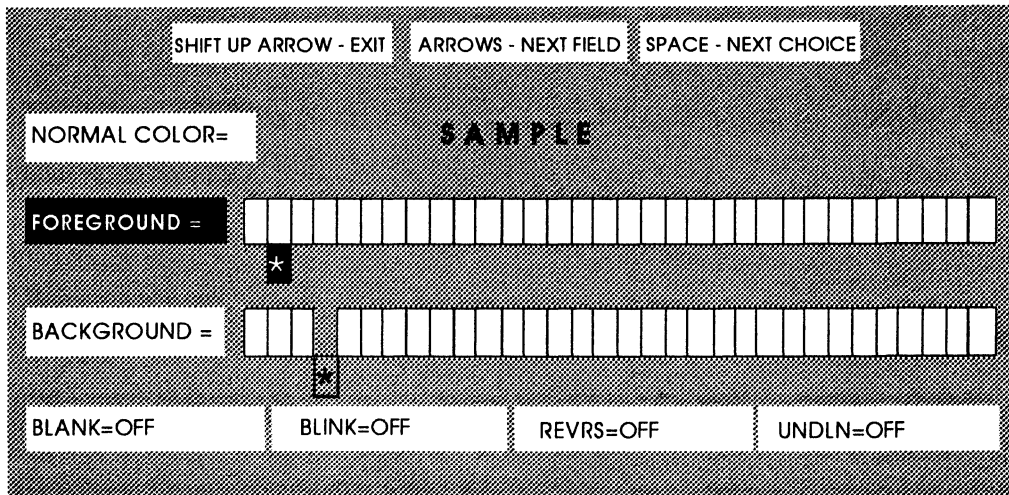 SHIFT UP ARROW - EXIT ARROWS - NEXT FIELD SPACE - NEXT CHOICE
NORMAL COLOR= SAMPLE
FOREGROUND =
*
BACKGROUND =
*
BLANK=OFF BLINK=OFF REVRS=OFF UNDLN=OFF